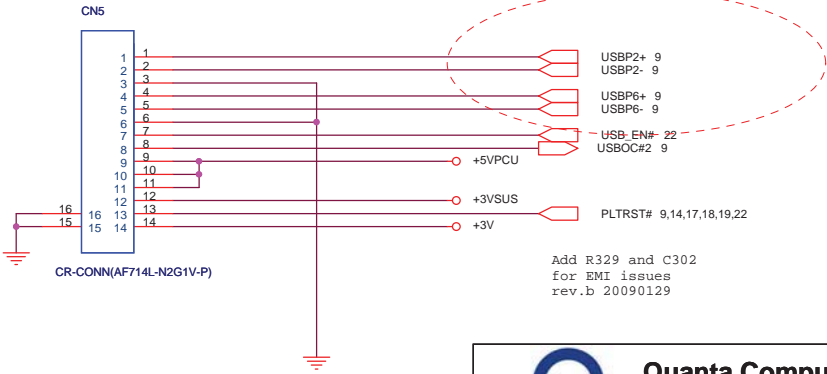 CN5
1 1 USBP2+ 9
2 2 USBP2- 9
3 3
4 4 USBP6+ 9
5 5 USBP6- 9
6 6
7 7 USB_EN# 22
8 8 USBOC#2 9
9 9 +5VPCU
10 10
11 11
12 12 +3VSUS
16 16 13 13 PLTRST# 9,14,17,18,19,22
15 15 14 14 +3V
CR-CONN(AF714L-N2G1V-P)
Add R329 and C302
for EMI issues
rev.b 20090129
Quanta Compu